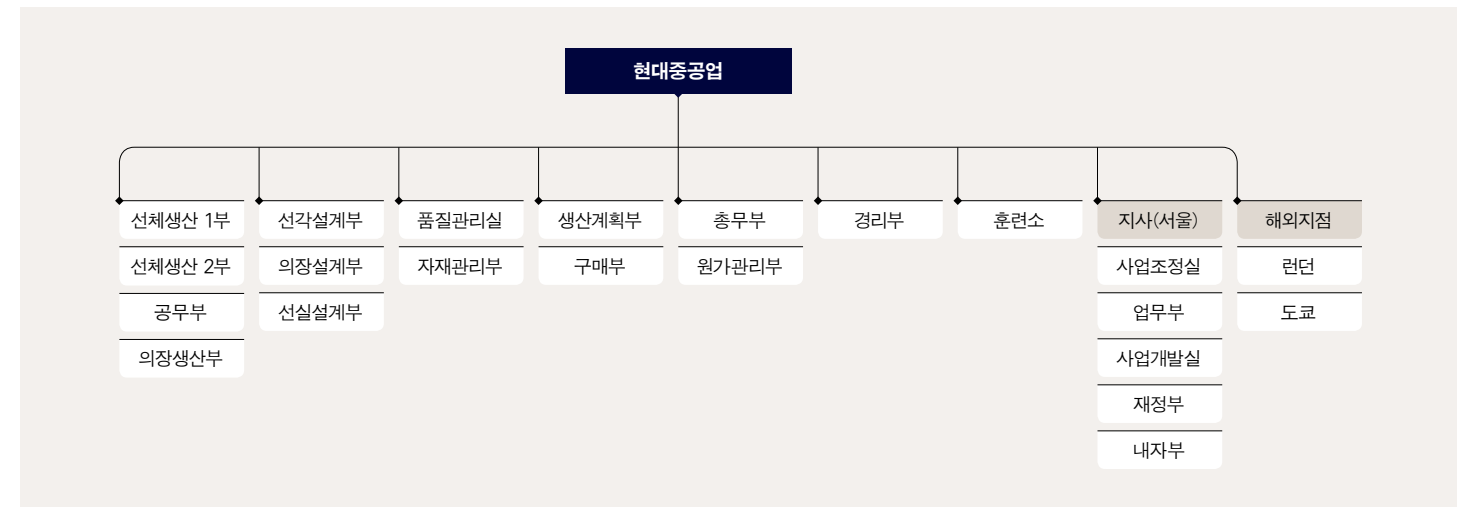 현대중공업
선체생산 1부
선체생산 2부
공무부
의장생산부
선각설계부
의장설계부
선실설계부
품질관리실
자재관리부
생산계획부
구매부
총무부
원가관리부
경리부
훈련소
지사(서울)
사업조정실
업무부
사업개발실
재정부
내자부
해외지점
런던
도쿄